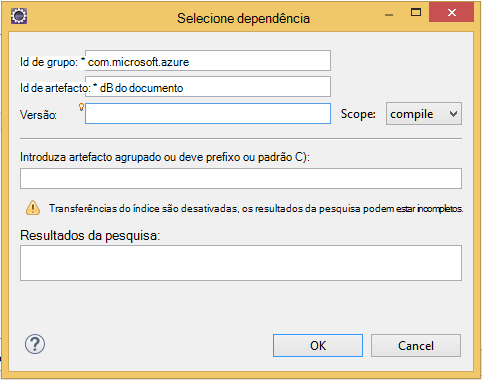 Selecione dependência
Id de grupo: * com.microsoft.azure
Id de artefacto: * dB do documento
Versão:
Scope: compile
Introduza artefacto agrupado ou deve prefixo ou padrão C):
Transferências do índice são desativadas, os resultados da pesquisa podem estar incompletos.
Resultados da pesquisa:
OK
Cancel